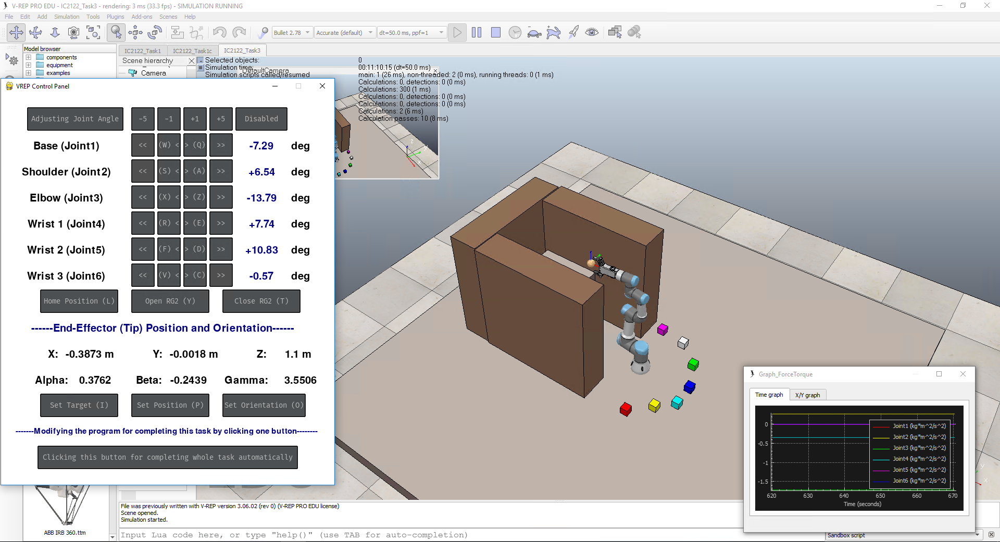 V-REP PRO EDU - IC2122_Task3 - rendering: 3 ms (33.3 fps) - SIMULATION RUNNING
File Edit Add Simulation Tools Plugins Add-ons Scenes Help
Bullet 2.78 Accurate (default) dt=50.0 ms, ppf=1
Model browser
components
equipment
examples
IC2122_Task1 IC2122_Task1c IC2122_Task3
Scene hierarchy
Camera
DefaultCamera
Selected objects: 0
Simulation time: 00:11:10.15 (dt=50.0 ms)
Simulation scripts called/resumed main: 1 (26 ms), non-threaded: 2 (0 ms), running threads: 0 (1 ms)
Calculations: 0, detections: 0 (0 ms)
Calculations: 300 (1 ms)
Calculations: 0, detections: 0 (0 ms)
Calculations: 0, detections: 0 (0 ms)
Calculations: 2 (6 ms)
Calculation passes: 10 (8 ms)
z
VREP Control Panel
Adjusting Joint Angle -5 -1 +1 +5 Disabled
Base (Joint1) << (W) < > (Q) >> -7.29 deg
Shoulder (Joint2) << (S) < > (A) >> +6.54 deg
Elbow (Joint3) << (X) < > (Z) >> -13.79 deg
Wrist 1 (Joint4) << (R) < > (E) >> +7.74 deg
Wrist 2 (Joint5) << (F) < > (D) >> +10.83 deg
Wrist 3 (Joint6) << (V) < > (C) >> -0.57 deg
Home Position (L) Open RG2 (Y) Close RG2 (T)
------End-Effector (Tip) Position and Orientation------
X: -0.3873 m Y: -0.0018 m Z: 1.1 m
Alpha: 0.3762 Beta: -0.2439 Gamma: 3.5506
Set Target (I) Set Position (P) Set Orientation (O)
-------Modifying the program for completing this task by clicking one button--------
Clicking this button for completing whole task automatically
ABB IRB 360.ttm
File was previously written with V-REP version 3.06.02 (rev 0) (V-REP PRO EDU license)
Scene opened.
Simulation started.
Input Lua code here, or type "help()" (use TAB for auto-completion)
Sandbox script
Graph_ForceTorque
Time graph X/Y graph
0
-0.5
-1
-1.5
Joint1 (kg*m^2/s^2)
Joint2 (kg*m^2/s^2)
Joint3 (kg*m^2/s^2)
Joint4 (kg*m^2/s^2)
Joint5 (kg*m^2/s^2)
Joint6 (kg*m^2/s^2)
620 630 640 650 660 670
Time (seconds)
y
x